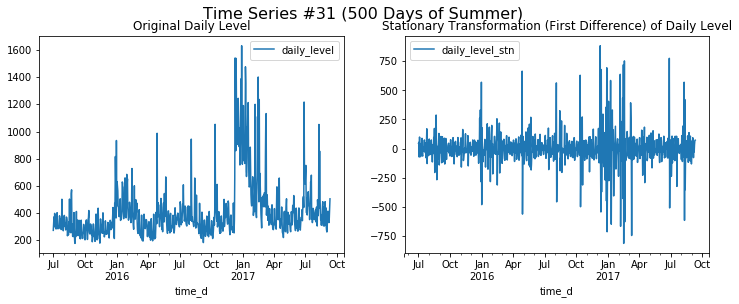 Time Series #31 (500 Days of Summer)
Original Daily Level
daily_level
1600
1400
1200
1000
800
600
400
200
Jul Oct Jan Apr Jul Oct Jan Apr Jul Oct
2016 2017
time_d
Stationary Transformation (First Difference) of Daily Level
daily_level_stn
750
500
250
0
−250
−500
−750
Jul Oct Jan Apr Jul Oct Jan Apr Jul Oct
2016 2017
time_d